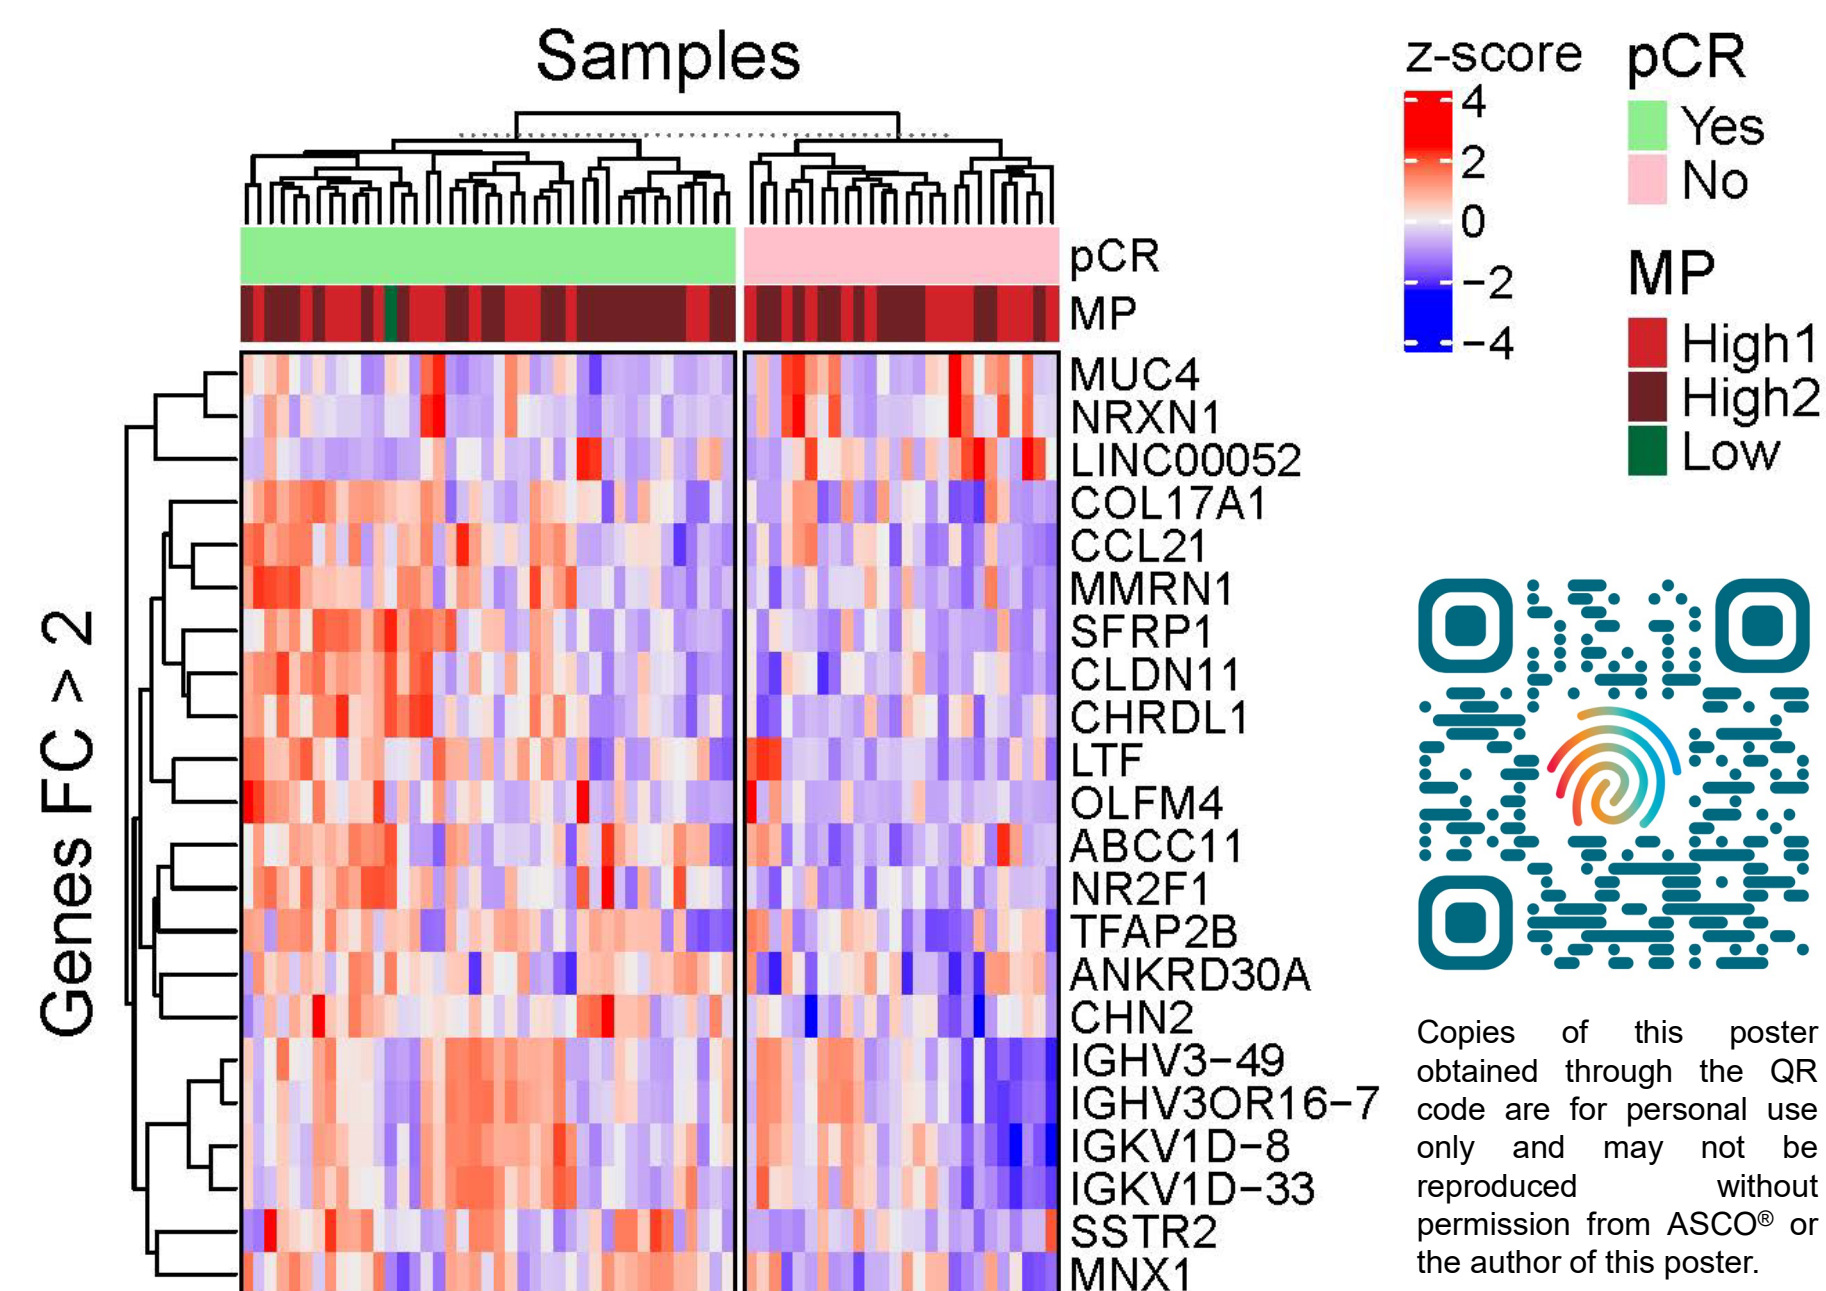 Samples
z-score
4
2
0
−2
−4
pCR
Yes
No
MP
High1
High2
Low
pCR
MP
Genes FC > 2
MUC4
NRXN1
LINC00052
COL17A1
CCL21
MMRN1
SFRP1
CLDN11
CHRDL1
LTF
OLFM4
ABCC11
NR2F1
TFAP2B
ANKRD30A
CHN2
IGHV3−49
IGHV3OR16−7
IGKV1D−8
IGKV1D−33
SSTR2
MNX1
Copies of this poster
obtained through the QR
code are for personal use
only and may not be
reproduced without
permission from ASCO® or
the author of this poster.